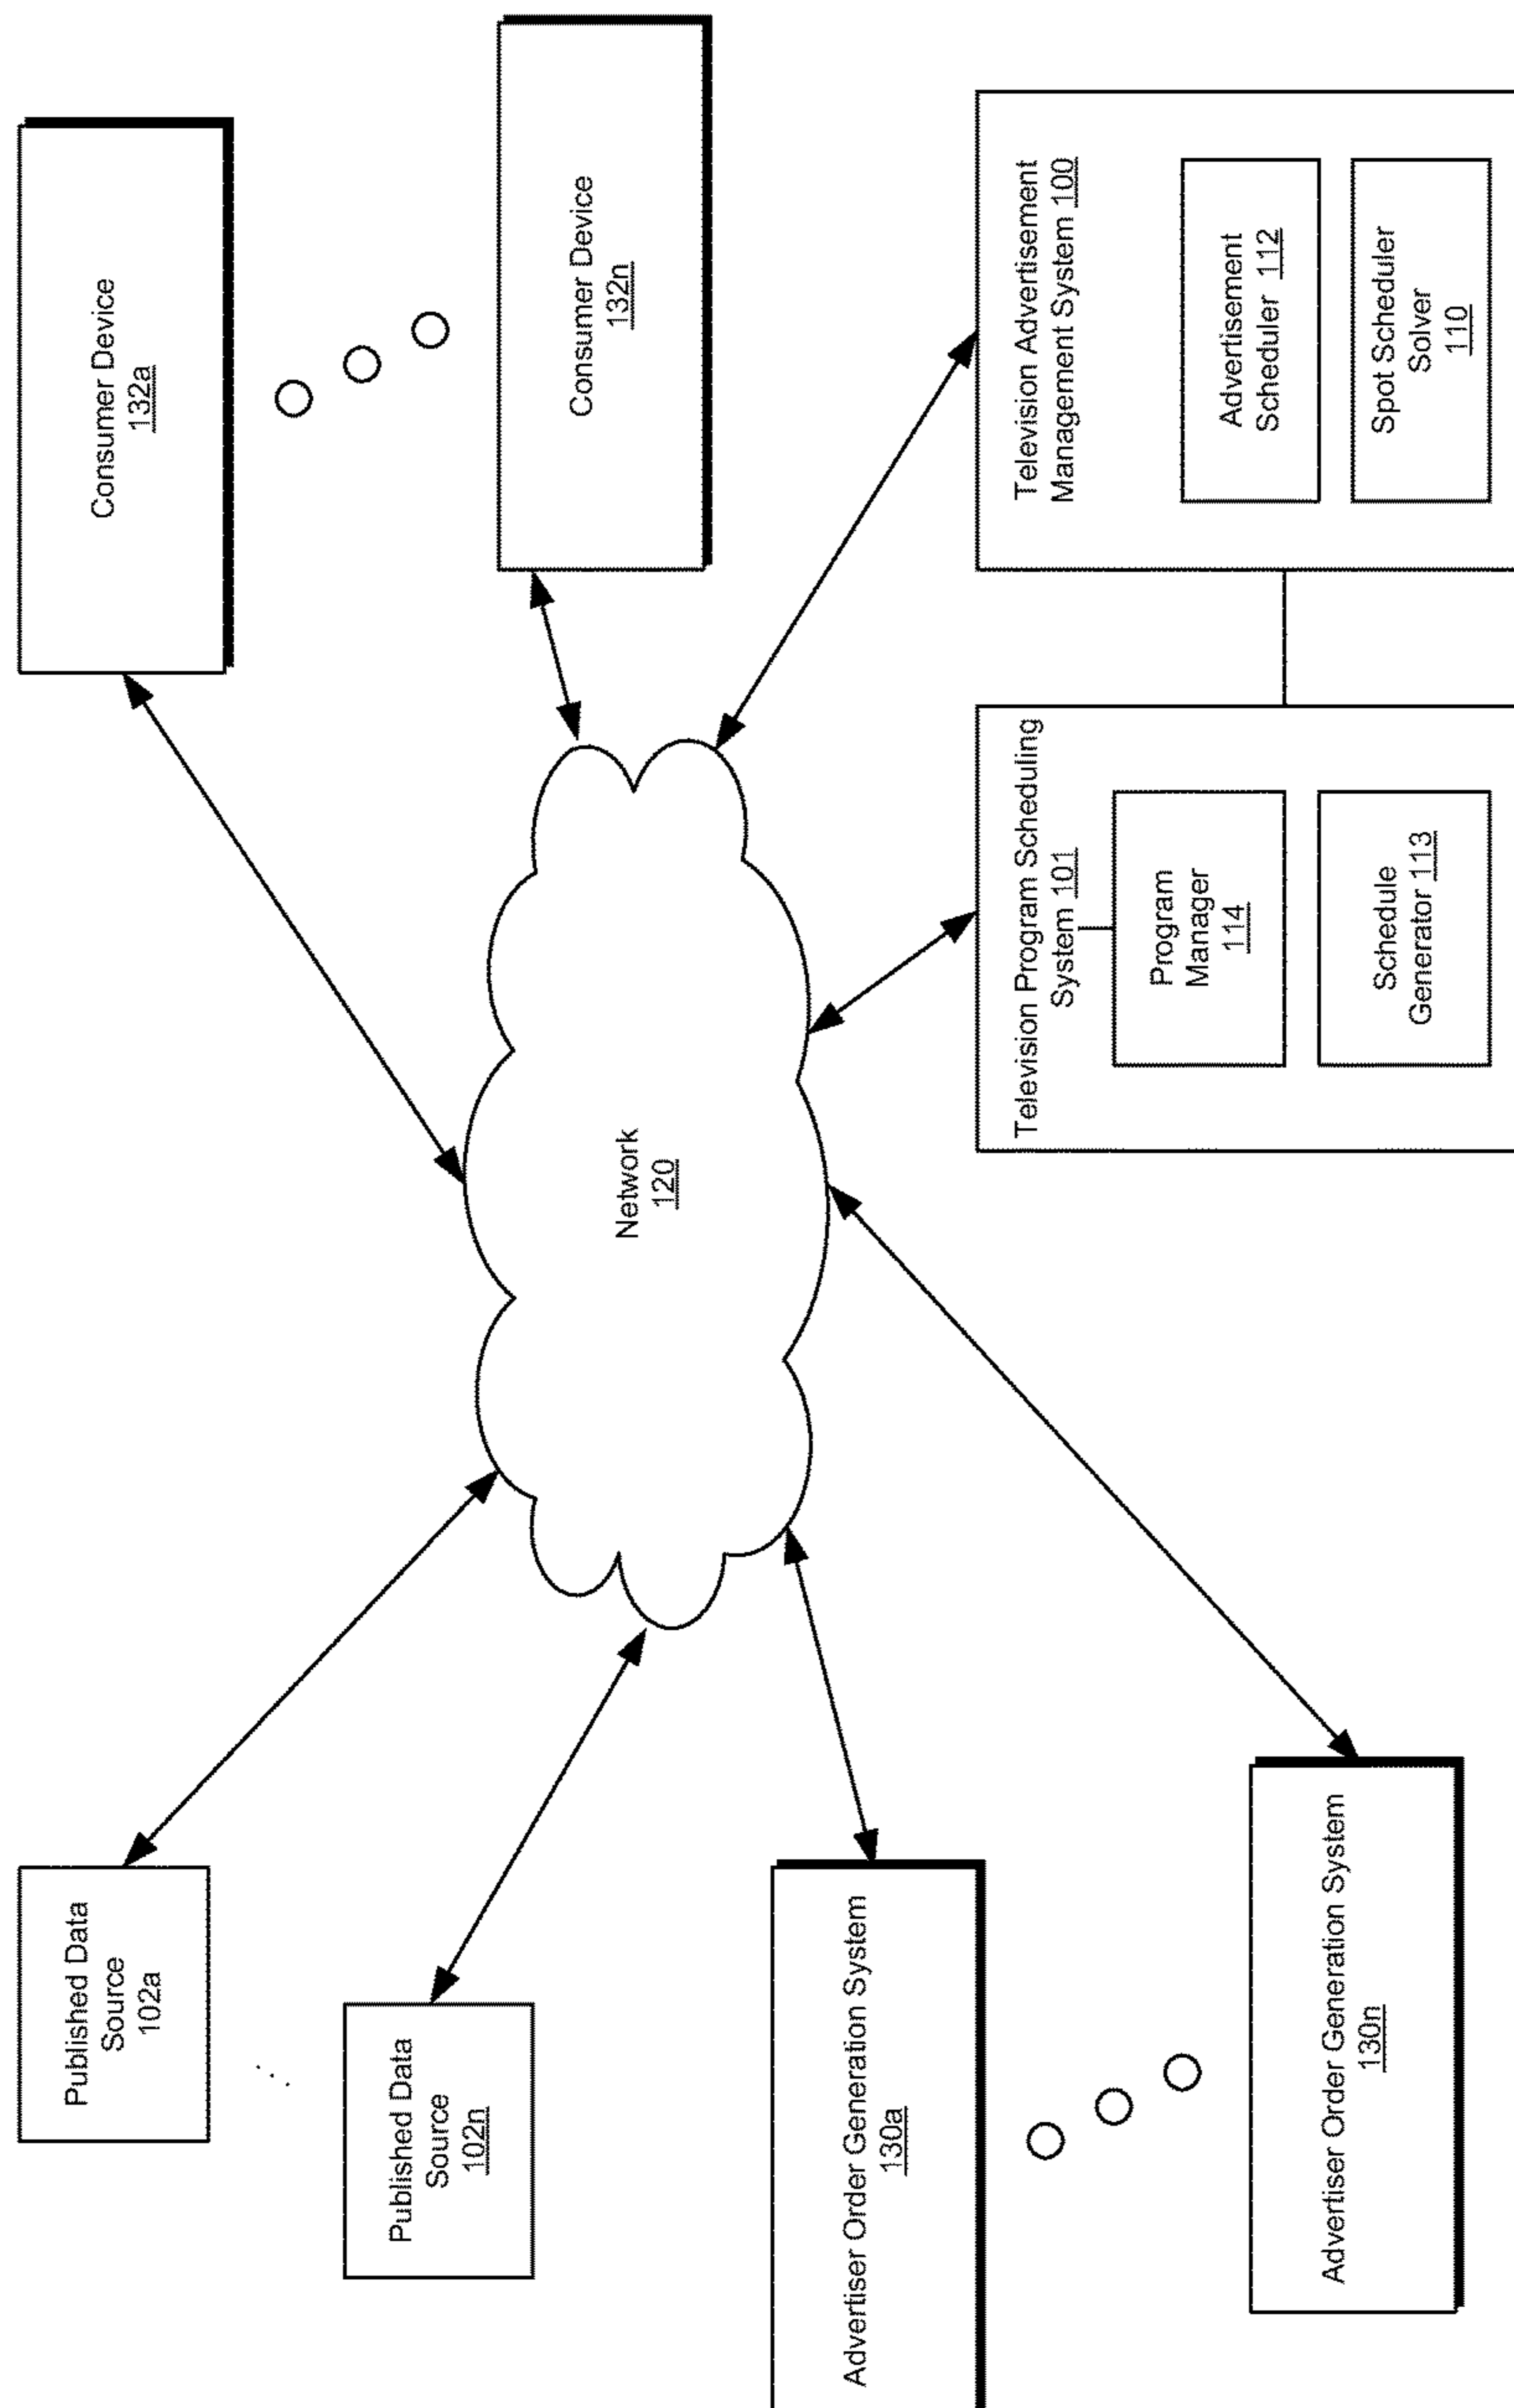 Published Data
Source
102a
Published Data
Source
102n
Advertiser Order Generation System
130a
Advertiser Order Generation System
130n
Network
120
Consumer Device
132a
Consumer Device
132n
Television Program Scheduling
System 101
Program
Manager
114
Schedule
Generator 113
Television Advertisement
Management System 100
Advertisement
Scheduler 112
Spot Scheduler
Solver
110